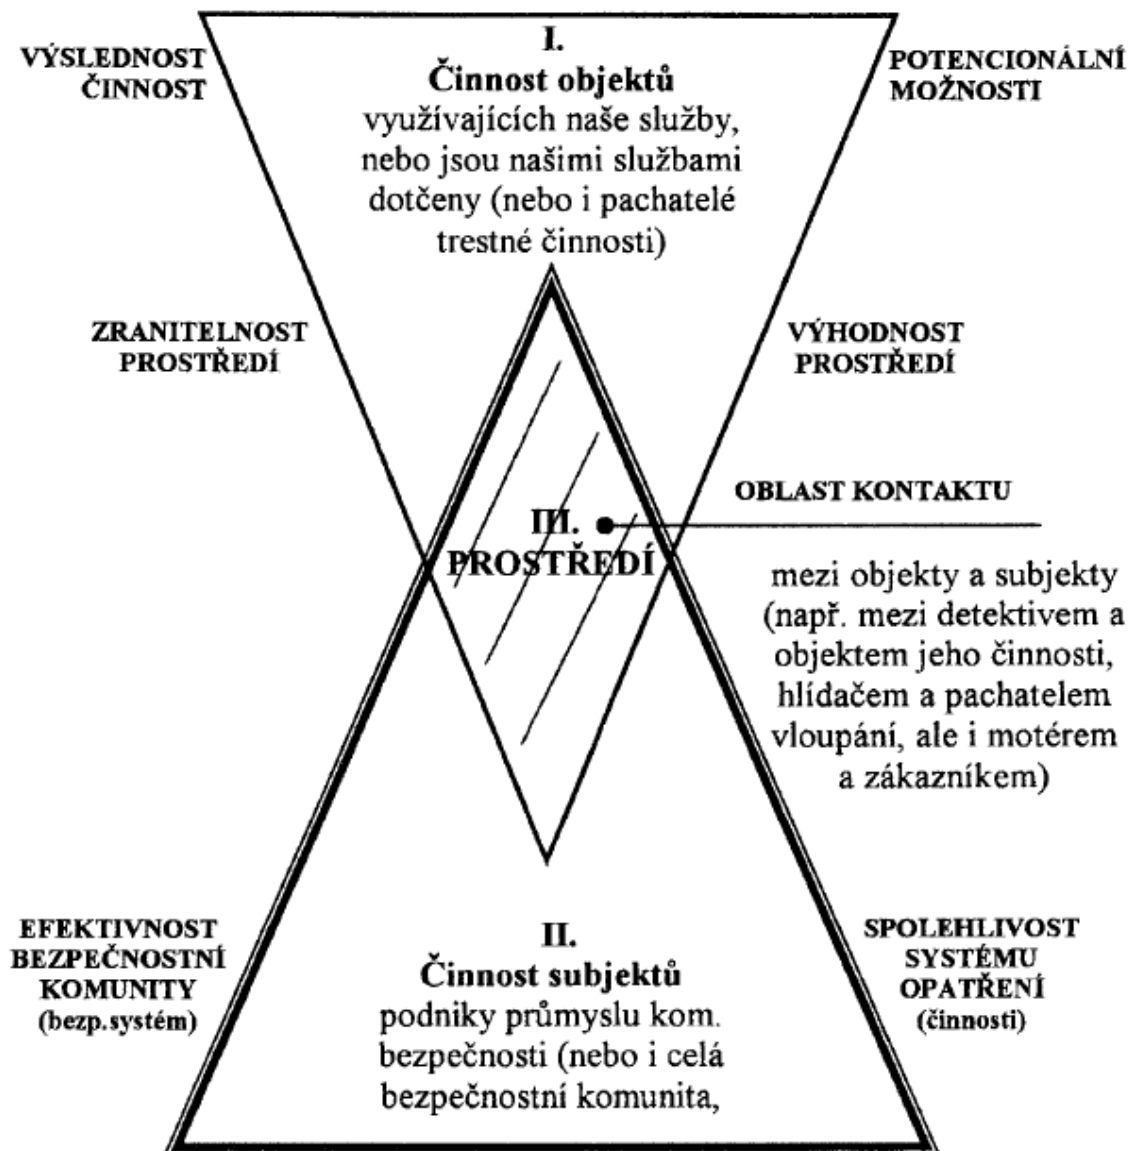 VÝSLEDNOST
ČINNOST
I.
Činnost objektů
využívajících naše služby,
nebo jsou našimi službami
dotčeny (nebo i pachatelé
trestné činnosti)
POTENCIONÁLNÍ
MOŽNOSTI
ZRANITELNOST
PROSTŘEDÍ
VÝHODNOST
PROSTŘEDÍ
OBLAST KONTAKTU
III.
PROSTŘEDÍ
mezi objekty a subjekty
(např. mezi detektivem a
objektem jeho činnosti,
hlídačem a pachatelem
vloupání, ale i motérem
a zákazníkem)
EFEKTIVNOST
BEZPEČNOSTNÍ
KOMUNITY
(bezp.systém)
II.
Činnost subjektů
podniky průmyslu kom.
bezpečnosti (nebo i celá
bezpečnostní komunita,
SPOLEHLIVOST
SYSTÉMU
OPATŘENÍ
(činnosti)